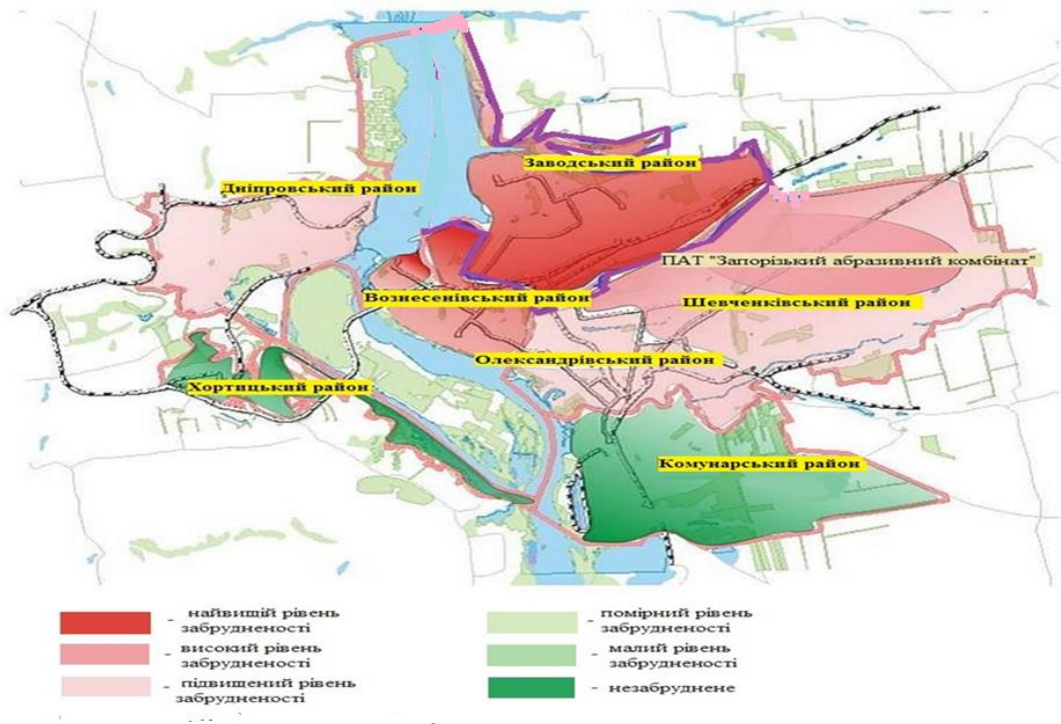 Заводський район
Дніпровський район
ПАТ "Запорізький абразивний комбінат"
Вознесенівський район
Шевченківський район
Олександрівський район
Хортицький район
Комунарський район
- найвищій рівень
забрудненості
- високий рівень
забрудненості
- підвищений рівень
забрудненості
- помірний рівень
забрудненості
- малий рівень
забрудненості
- незабруднене